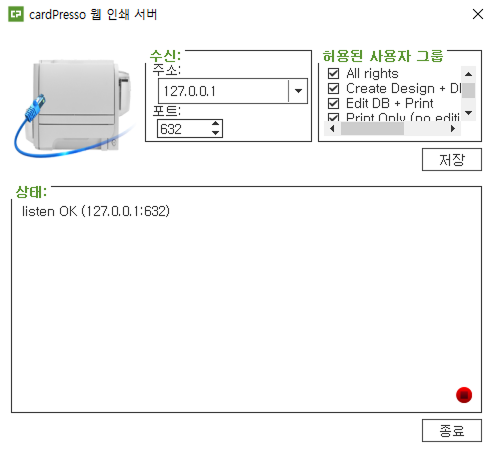 cardPresso 웹 인쇄 서버
수신:
주소:
127.0.0.1
포트:
632
허용된 사용자 그룹
All rights
Create Design + D
Edit DB + Print
Print Only (no editi
저장
상태:
listen OK (127.0.0.1:632)
종료